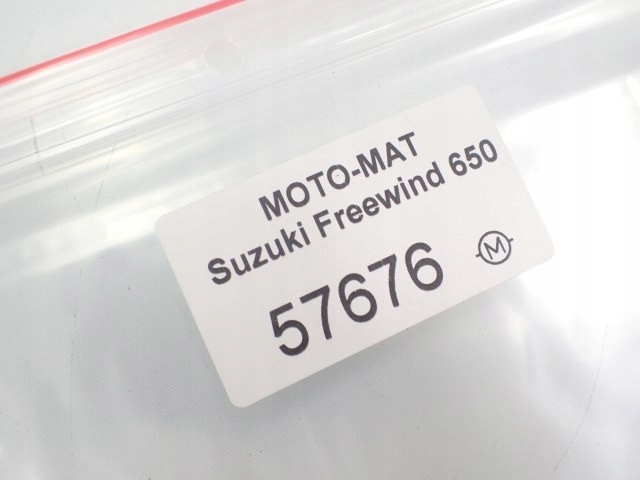 MOTO-MAT
Suzuki Freewind 650
57676
M